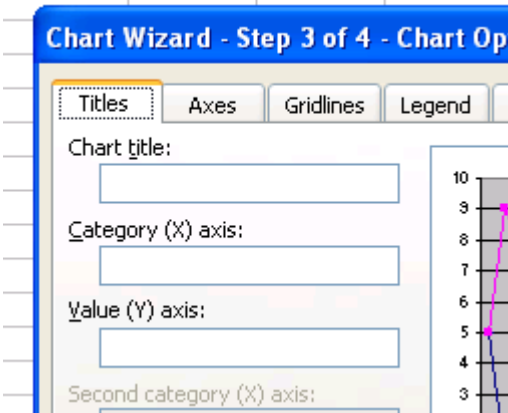 Chart Wizard - Step 3 of 4 - Chart Op
Titles Axes Gridlines Legend
Chart title:
Category (X) axis:
Value (Y) axis:
Second category (X) axis:
10
9
8
7
6
5
4
3